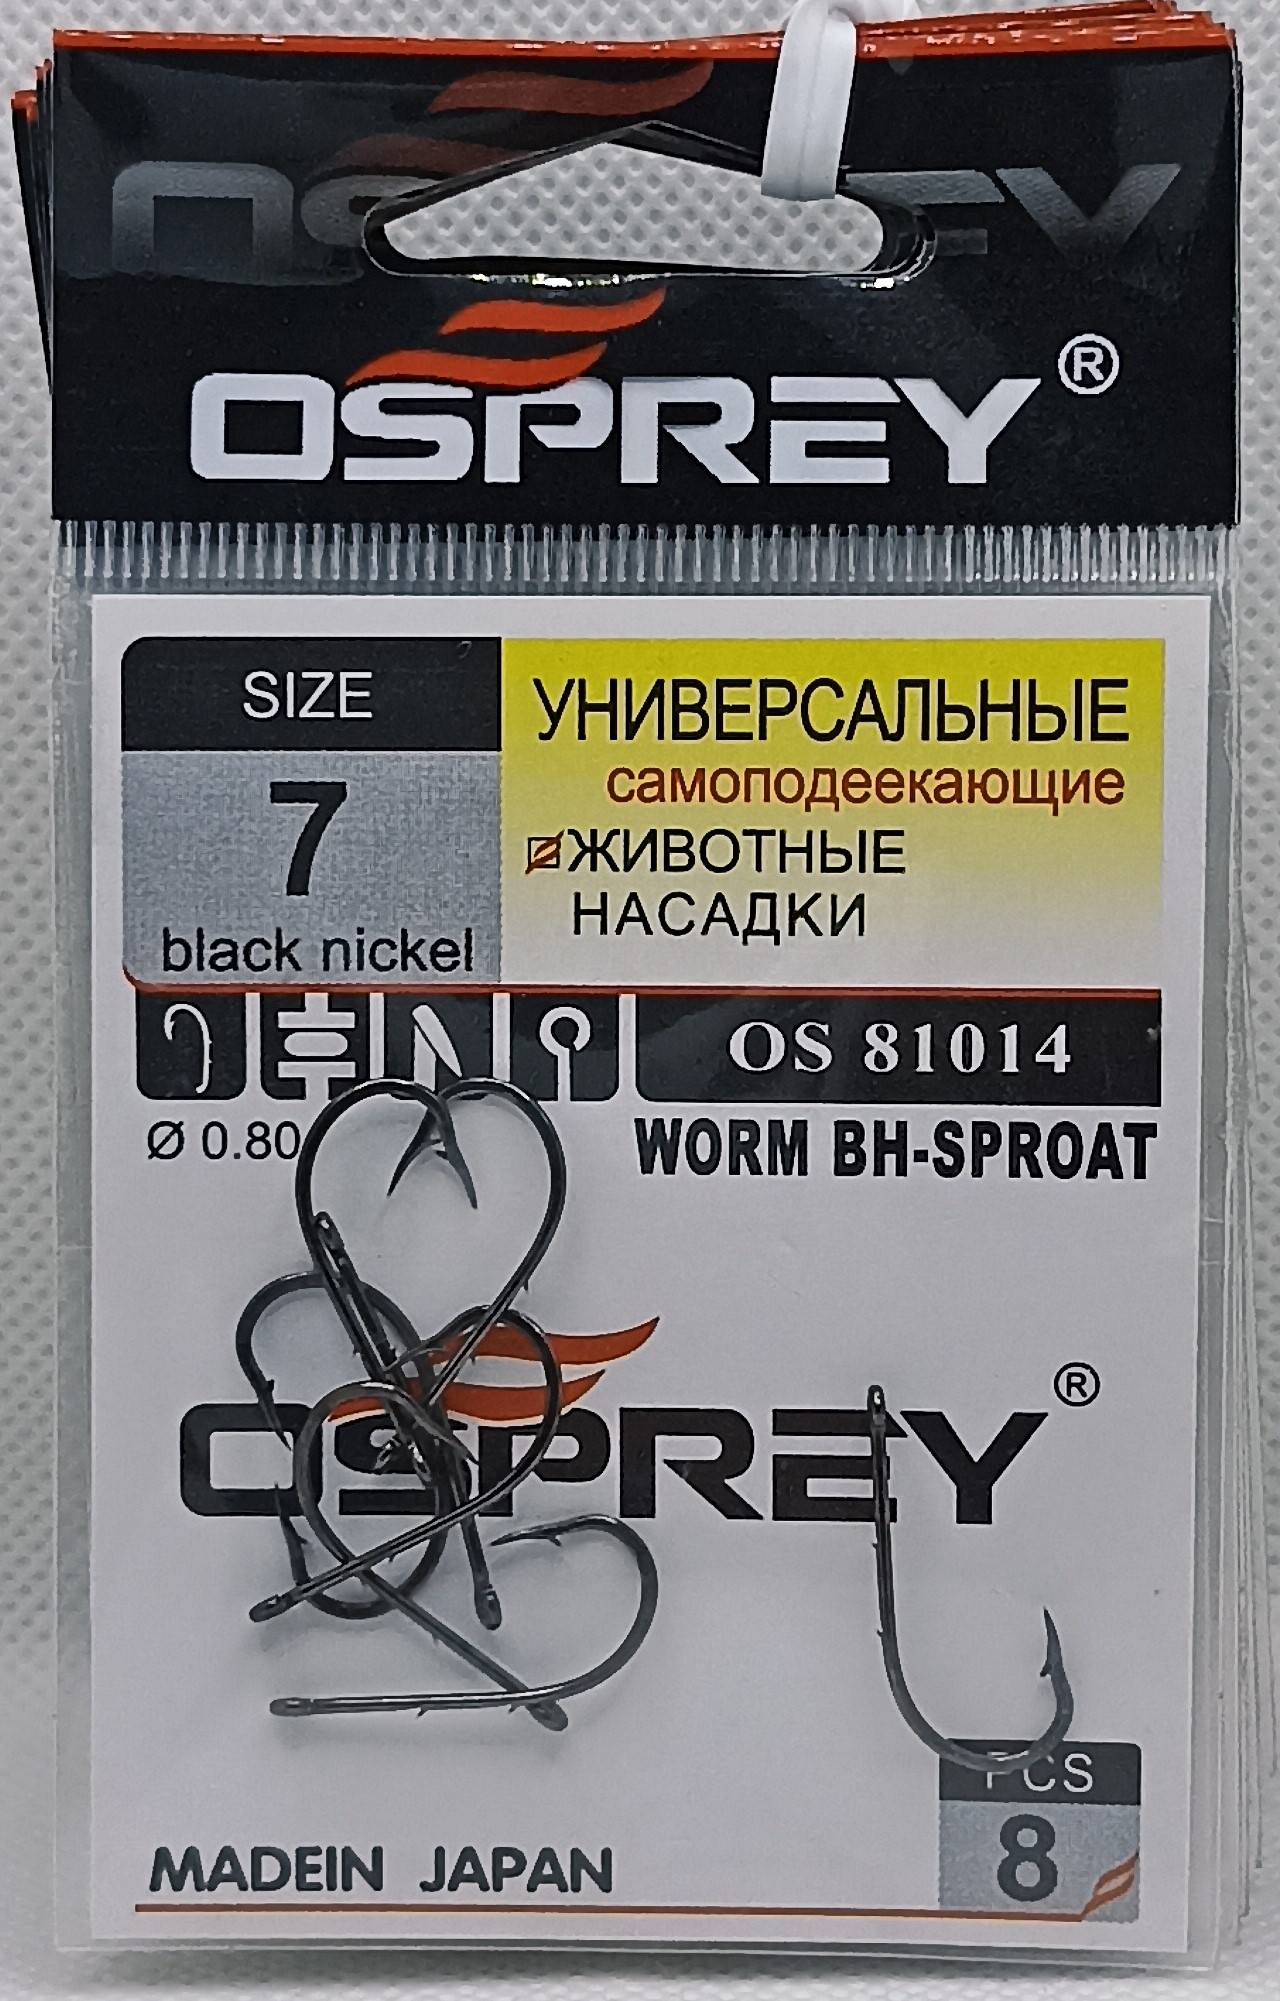 OSPREY®
SIZE
7
black nickel
УНИВЕРСАЛЬНЫЕ
самоподеекающие
ЖИВОТНЫЕ
НАСАДКИ
OS 81014
Ø 0.80
WORM BH-SPROAT
OSPREY®
PCS
8
MADEIN JAPAN